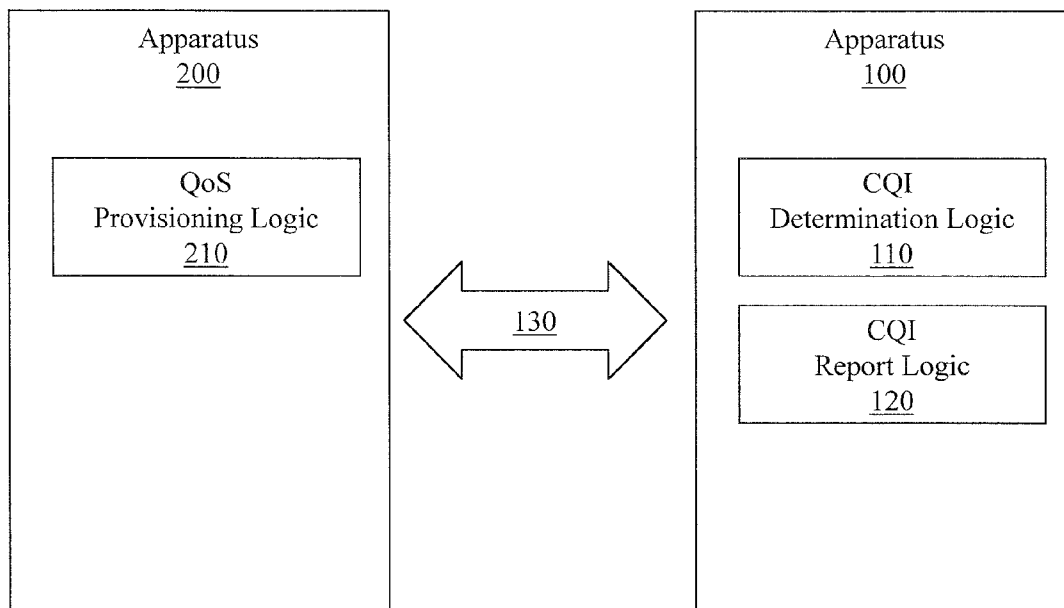 Apparatus
200
QoS
Provisioning Logic
210
130
Apparatus
100
CQI
Determination Logic
110
CQI
Report Logic
120